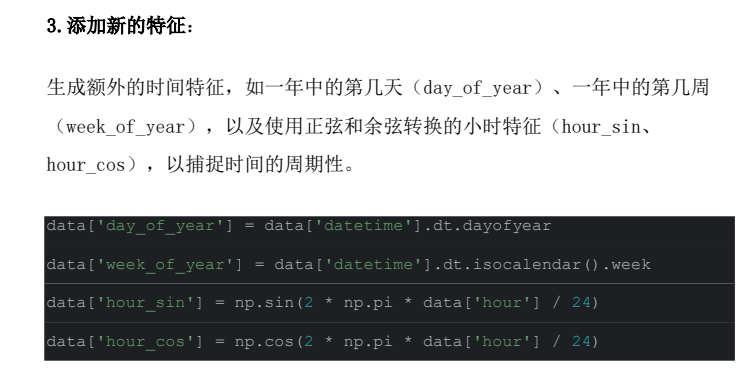 3.添加新的特征：
生成额外的时间特征，如一年中的第几天（day_of_year）、一年中的第几周
（week_of_year），以及使用正弦和余弦转换的小时特征（hour_sin、
hour_cos），以捕捉时间的周期性。
data['day_of_year'] = data['datetime'].dt.dayofyear
data['week_of_year'] = data['datetime'].dt.isocalendar().week
data['hour_sin'] = np.sin(2 * np.pi * data['hour'] / 24)
data['hour_cos'] = np.cos(2 * np.pi * data['hour'] / 24)